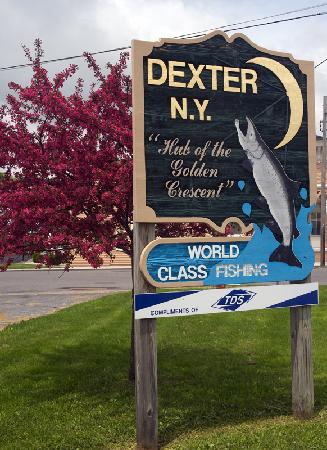 DEXTER
N.Y.
"Hub of the
Golden
Crescent"
WORLD
CLASS FISHING
COMPLIMENTS OF TDS